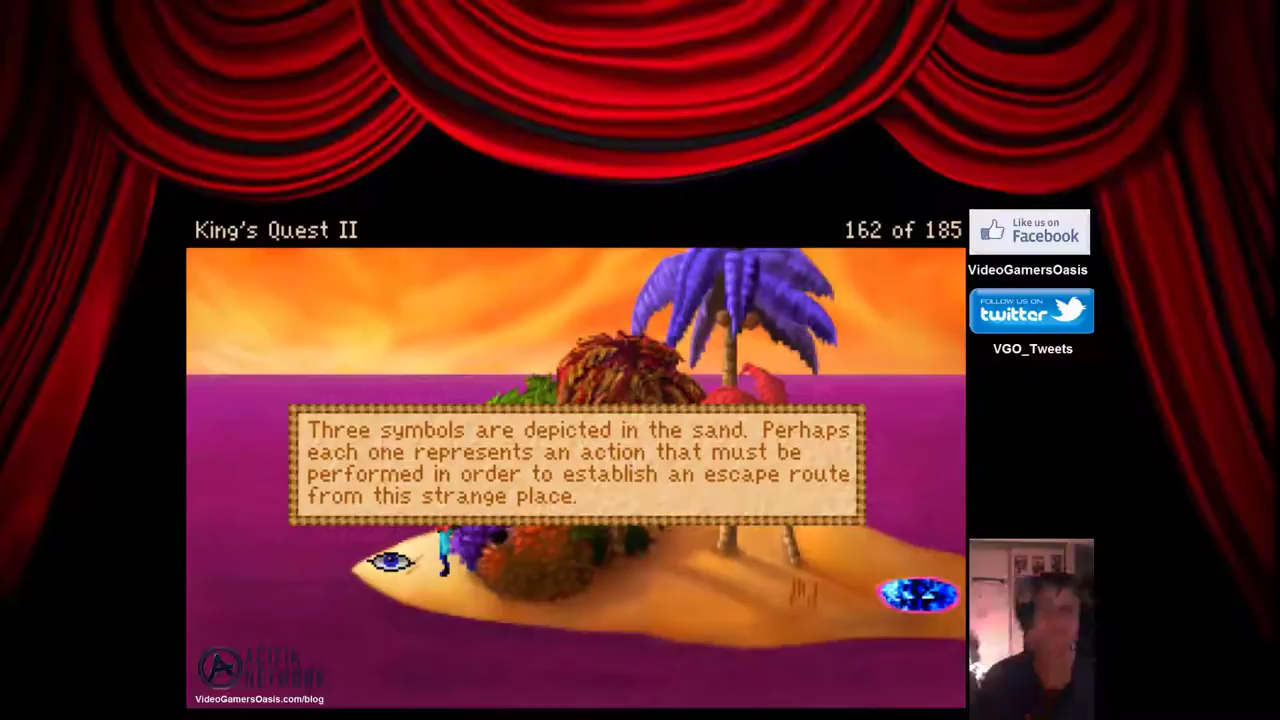 King's Quest II
162 of 185
Like us on
Facebook
VideoGamersOasis
FOLLOW US ON
twitter
VGO_Tweets
Three symbols are depicted in the sand. Perhaps
each one represents an action that must be
performed in order to establish an escape route
from this strange place.
NETWORK
VideoGamersOasis.com/blog